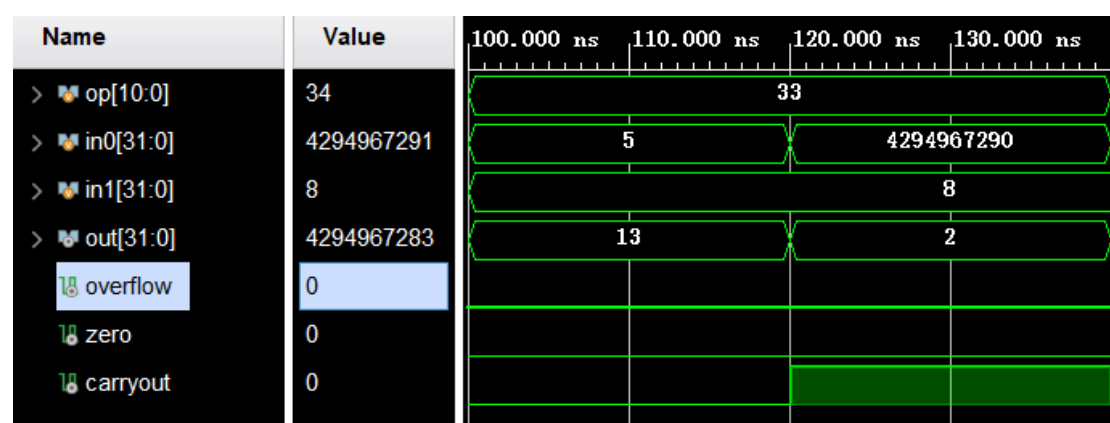 Name Value 100.000 ns 110.000 ns 120.000 ns 130.000 ns
op[10:0] 34 33
in0[31:0] 4294967291 5 4294967290
in1[31:0] 8 8
out[31:0] 4294967283 13 2
overflow 0
zero 0
carryout 0